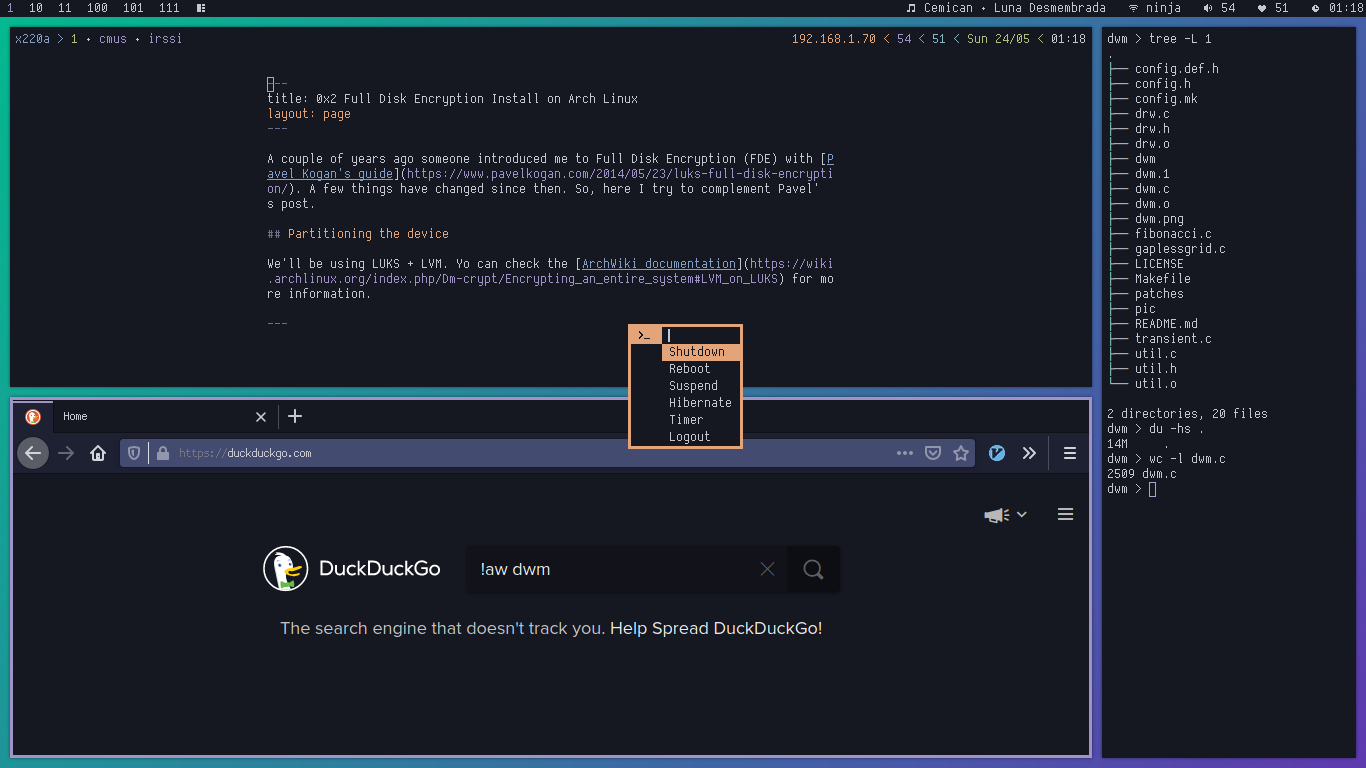 1 10 11 100 101 111 Cemican • Luna Desmembrada ninja 54 51 01:18
x220a > 1 • cmus • irssi 192.168.1.70 < 54 < 51 < Sun 24/05 < 01:18
---
title: 0x2 Full Disk Encryption Install on Arch Linux
layout: page
---
A couple of years ago someone introduced me to Full Disk Encryption (FDE) with [P
avel Kogan's guide](https://www.pavelkogan.com/2014/05/23/luks-full-disk-encrypti
on/). A few things have changed since then. So, here I try to complement Pavel'
s post.
## Partitioning the device
We'll be using LUKS + LVM. Yo can check the [ArchWiki documentation](https://wiki
.archlinux.org/index.php/Dm-crypt/Encrypting_an_entire_system#LVM_on_LUKS) for mo
re information.
---
>_
Shutdown
Reboot
Suspend
Hibernate
Timer
Logout
Home
https://duckduckgo.com
DuckDuckGo
!aw dwm
The search engine that doesn't track you. Help Spread DuckDuckGo!
dwm > tree -L 1
.
├── config.def.h
├── config.h
├── config.mk
├── drw.c
├── drw.h
├── drw.o
├── dwm
├── dwm.1
├── dwm.c
├── dwm.o
├── dwm.png
├── fibonacci.c
├── gaplessgrid.c
├── LICENSE
├── Makefile
├── patches
├── pic
├── README.md
├── transient.c
├── util.c
├── util.h
└── util.o
2 directories, 20 files
dwm > du -hs .
14M .
dwm > wc -l dwm.c
2509 dwm.c
dwm >